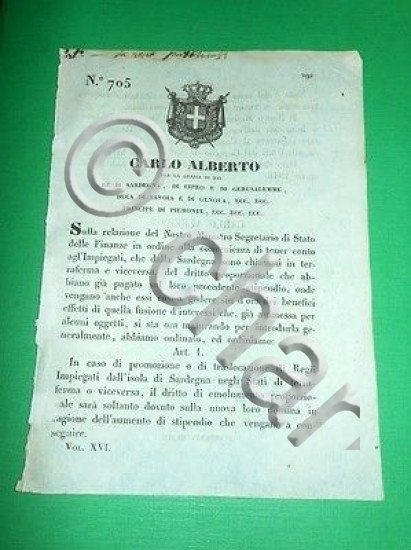 N.° 705
CARLO ALBERTO
PER LA GRAZIA DI DIO
RE DI SARDEGNA, DI CIPRO E DI GERUSALEMME,
DUCA DI SAVOIA E DI GENOVA, ECC. ECC.
PRINCIPE DI PIEMONTE, ECC. ECC. ECC.
Sulla relazione del Nostro Ministro Segretario di Stato
delle Finanze in ordine alla convenienza di tener conto
agl'Impiegati, che dalla Sardegna sono chiamati in ter-
raferma e viceversa del dritto proporzionale che ab-
biano già pagato loro precedente stipendio, onde
vengano anche essi a godere sin d'ora benefici
effetti di quella fusione d'interessi che, già ammessa per
alcuni oggetti, si sta ora maturando per introdurla ge-
neralmente, abbiamo ordinato, ed ordiniamo:
Art. 1.
In caso di promozione o di traslocazione di Regii
Impiegati dall'isola di Sardegna negli Stati di terra-
ferma o viceversa, il dritto di emolumento proporzio-
nale sarà soltanto dovuto sulla nuova loro nomina in
ragione dell'aumento di stipendio che vengano a con-
seguire.
Vol. XVI.
© char